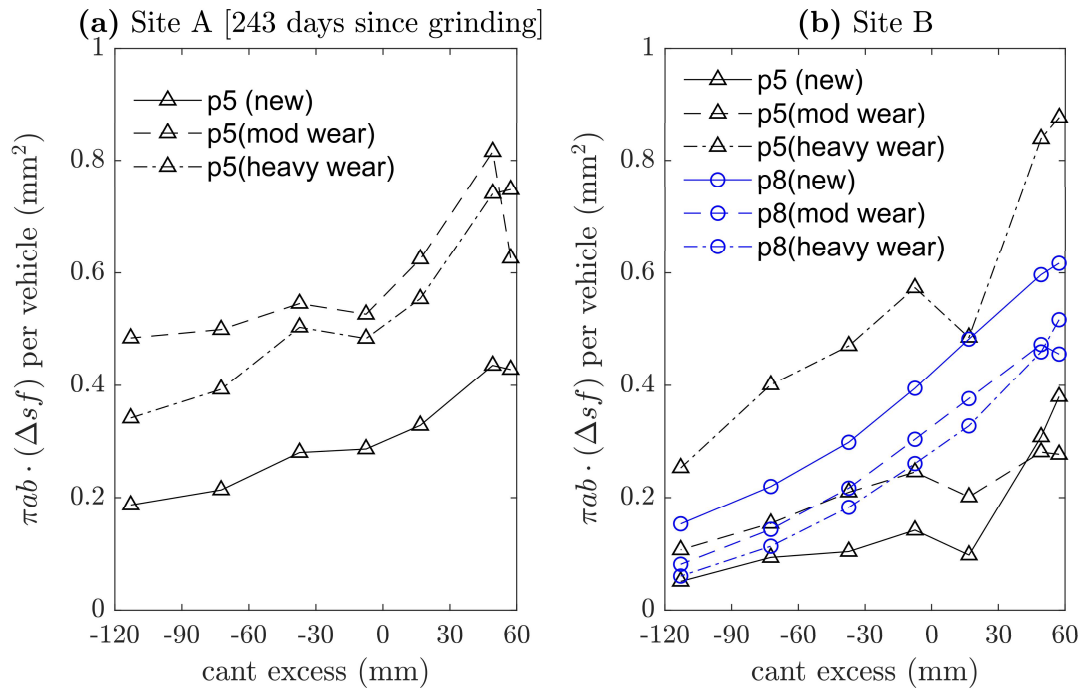 (a) Site A [243 days since grinding]
1
0.8
0.6
0.4
0.2
0
-120 -90 -60 -30 0 30 60
cant excess (mm)
πab · (Δsf) per vehicle (mm²)
p5 (new)
p5(mod wear)
p5(heavy wear)
(b) Site B
1
0.8
0.6
0.4
0.2
0
-120 -90 -60 -30 0 30 60
cant excess (mm)
πab · (Δsf) per vehicle (mm²)
p5 (new)
p5(mod wear)
p5(heavy wear)
p8(new)
p8(mod wear)
p8(heavy wear)